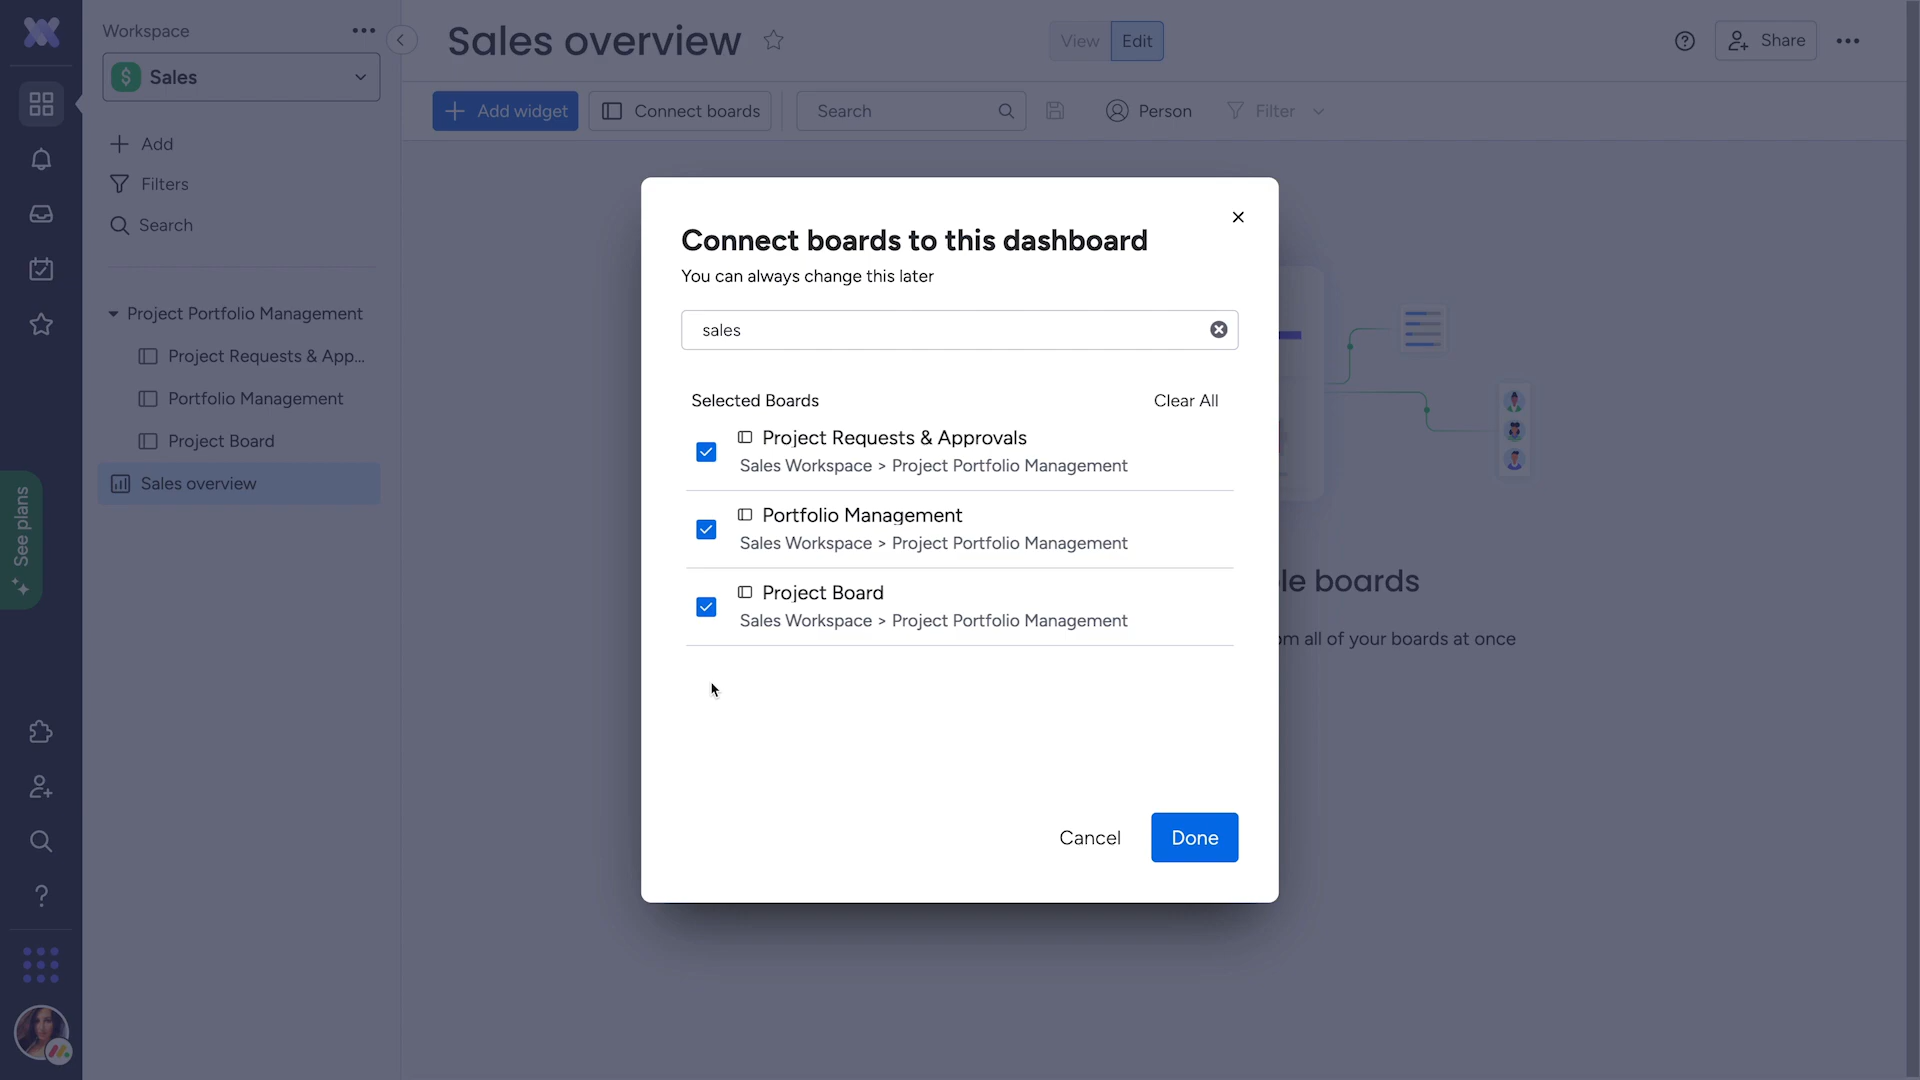 Workspace
Sales
Add
Filters
Search
Project Portfolio Management
Project Requests & App...
Portfolio Management
Project Board
Sales overview
See plans
Sales overview
View
Edit
Share
Add widget
Connect boards
Search
Person
Filter
Connect boards to this dashboard
You can always change this later
sales
Selected Boards
Clear All
Project Requests & Approvals
Sales Workspace > Project Portfolio Management
Portfolio Management
Sales Workspace > Project Portfolio Management
Project Board
Sales Workspace > Project Portfolio Management
Cancel
Done
boards
all of your boards at once